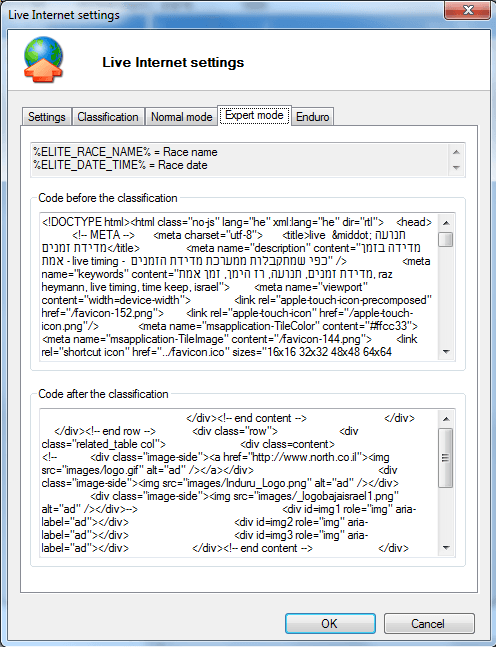 Live Internet settings
Live Internet settings
Settings Classification Normal mode Expert mode Enduro
%ELITE_RACE_NAME% = Race name
%ELITE_DATE_TIME% = Race date
Code before the classification
<!DOCTYPE html><html class="no-js" lang="he" xml:lang="he" dir="rtl"> <head>
<!-- META --> <meta charset="utf-8"> <title>live &middot; תנועה
מדידת זמנים</title> <meta name="description" content="מדידה בזמן
אמת - live timing - כפי שמתקבלות ממערכת מדידת הזמנים" /> <meta
name="keywords" content="מדידת זמנים, תנועה, רז הימן, זמן אמת, raz
heymann, live timing, time keep, israel"> <meta name="viewport"
content="width=device-width"> <link rel="apple-touch-icon-precomposed"
href="/favicon-152.png"> <link rel="apple-touch-icon" href="/apple-touch-
icon.png"/> <meta name="msapplication-TileColor" content="#ffcc33">
<meta name="msapplication-TileImage" content="/favicon-144.png"> <link
rel="shortcut icon" href="../favicon.ico" sizes="16x16 32x32 48x48 64x64
Code after the classification
</div><!-- end content --> </div>
</div><!-- end row --> <div class="row"> <div
class="related_table col"> <div class=content>
<!-- <div class="image-side"><a href="http://www.north.co.il"><img
src="images/logo.gif" alt="ad" /></a></div> <div
class="image-side"><img src="images/Induru_Logo.png" alt="ad" /></div>
<div class="image-side"><img src="images/_logobajaisrael1.png"
alt="ad" /></div>--> <div id=img1 role="img" aria-
label="ad"></div> <div id=img2 role="img" aria-
label="ad"></div> <div id=img3 role="img" aria-
label="ad"></div> </div><!-- end content --> </div>
OK Cancel